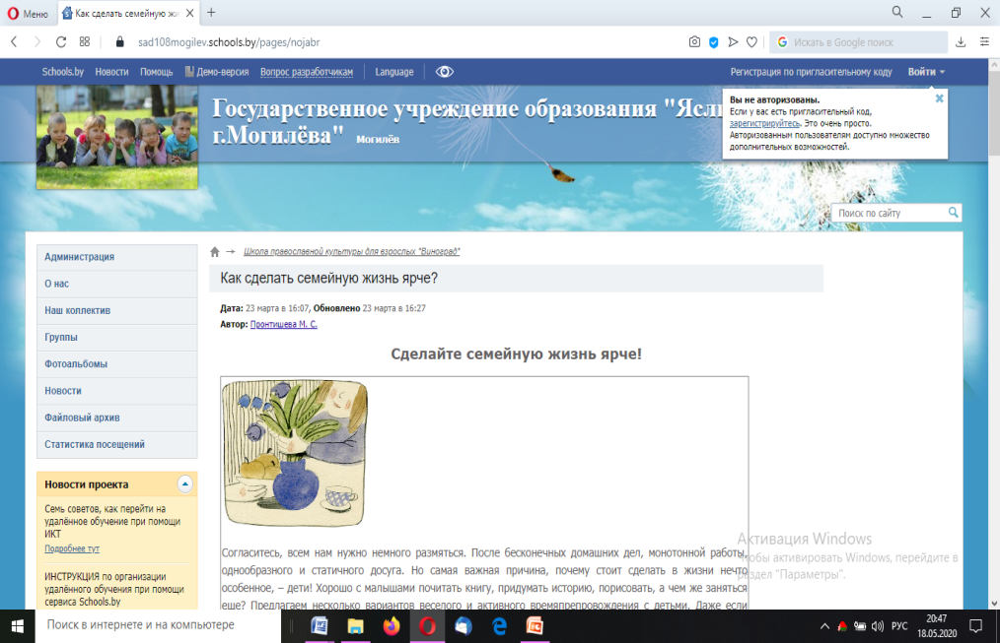 Меню
Как сделать семейную жи
sad108mogilev.schools.by/pages/nojabr
Искать в Google поиск
Schools.by Новости Помощь Демо-версия Вопрос разработчикам Language
Регистрация по пригласительному коду Войти
Государственное учреждение образования "Ясл
г.Могилёва" Могилёв
Вы не авторизованы.
Если у вас есть пригласительный код,
зарегистрируйтесь. Это очень просто.
Авторизованным пользователям доступно множество
дополнительных возможностей.
Поиск по сайту
Администрация
О нас
Наш коллектив
Группы
Фотоальбомы
Новости
Файловый архив
Статистика посещений
Новости проекта
Семь советов, как перейти на
удалённое обучение при помощи
ИКТ
Подробнее тут
ИНСТРУКЦИЯ по организации
удалённого обучения при помощи
сервиса Schools.by
Школа православной культуры для взрослых "Виноград"
Как сделать семейную жизнь ярче?
Дата: 23 марта в 16:07, Обновлено 23 марта в 16:27
Автор: Пронтишева М. С.
Сделайте семейную жизнь ярче!
Согласитесь, всем нам нужно немного размяться. После бесконечных домашних дел, монотонной работы,
однообразного и статичного досуга. Но самая важная причина, почему стоит сделать в жизни нечто
особенное, – дети! Хорошо с малышами почитать книгу, придумать историю, порисовать, а чем же заняться
еще? Предлагаем несколько вариантов веселого и активного времяпрепровождения с детьми. Даже если
Активация Windows
Чтобы активировать Windows, перейдите в
раздел "Параметры".
Поиск в интернете и на компьютере
РУС
20:47
18.05.2020